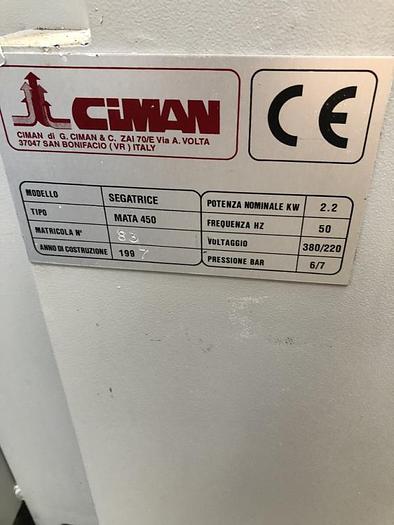 CiMAN
CIMAN di G. CIMAN & C. ZAI 70/E Via A. VOLTA
37047 SAN BONIFACIO (VR) ITALY
CE
MODELLO SEGATRICE
TIPO MATA 450
MATRICOLA N° 83
ANNO DI COSTRUZIONE 1997
POTENZA NOMINALE KW 2.2
FREQUENZA HZ 50
VOLTAGGIO 380/220
PRESSIONE BAR 6/7